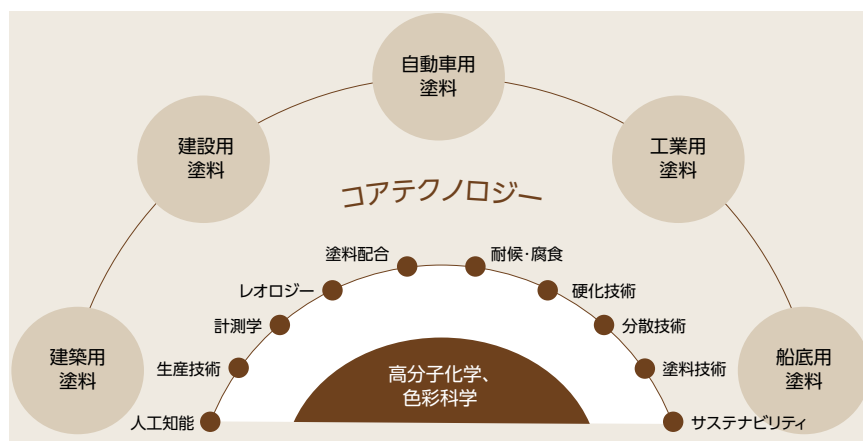 自動車用
塗料
建設用
塗料
工業用
塗料
コアテクノロジー
塗料配合
耐候・腐食
レオロジー
硬化技術
計測学
分散技術
建築用
塗料
生産技術
高分子化学、
色彩科学
塗料技術
船底用
塗料
人工知能
サステナビリティ